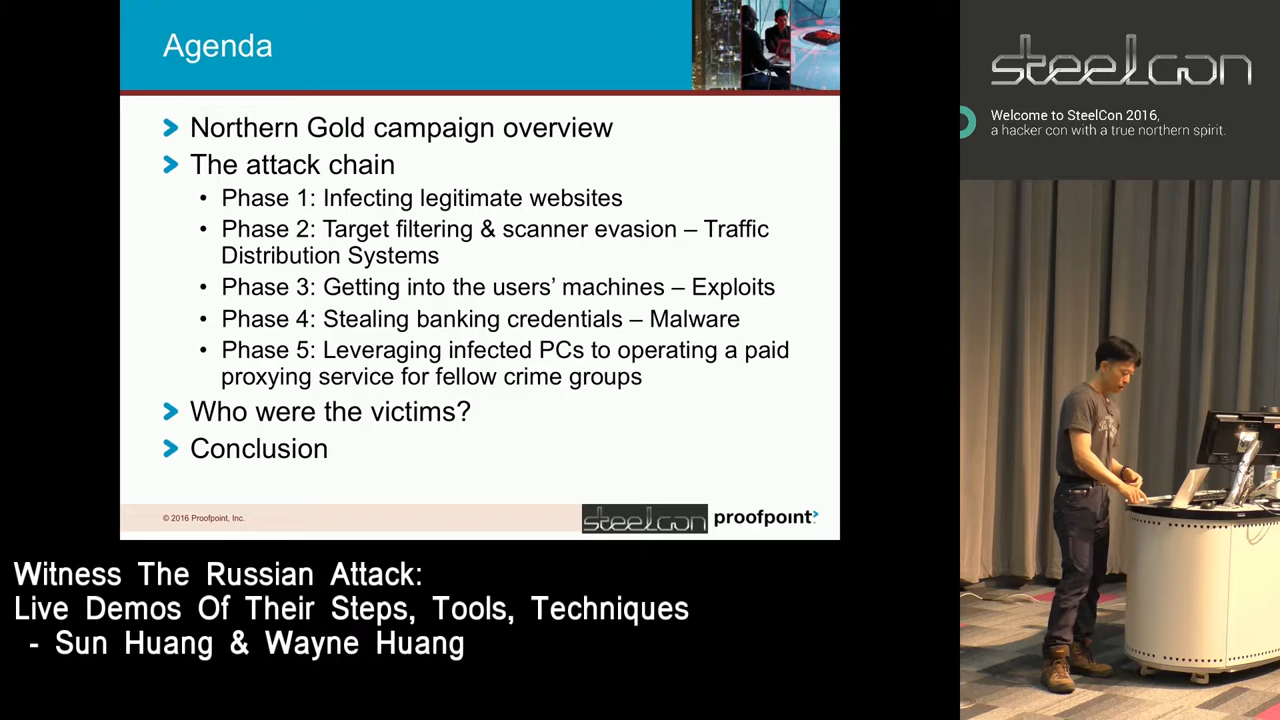 Agenda
Northern Gold campaign overview
The attack chain
• Phase 1: Infecting legitimate websites
• Phase 2: Target filtering & scanner evasion – Traffic
Distribution Systems
• Phase 3: Getting into the users' machines – Exploits
• Phase 4: Stealing banking credentials – Malware
• Phase 5: Leveraging infected PCs to operating a paid
proxying service for fellow crime groups
Who were the victims?
Conclusion
© 2016 Proofpoint, Inc.
steelcon
proofpoint
steelcon
Welcome to SteelCon 2016,
a hacker con with a true northern spirit.
Witness The Russian Attack:
Live Demos Of Their Steps, Tools, Techniques
- Sun Huang & Wayne Huang